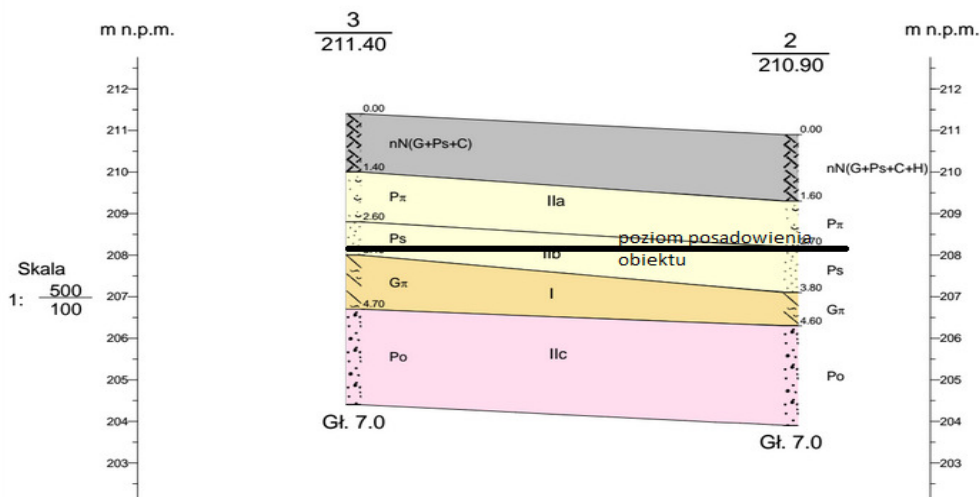 m n.p.m.
3
211.40
2
210.90
m n.p.m.
212
211
210
209
208
207
206
205
204
203
Skala
1: 500
100
0.00
nN(G+Ps+C)
1.40
Pπ
2.60
Ps
Gπ
4.70
Po
Gł. 7.0
IIa
IIb
I
IIc
poziom posadowienia
obiektu
0.00
nN(G+Ps+C+H)
1.60
Pπ
Ps
3.80
Gπ
4.60
Po
Gł. 7.0
212
211
210
209
208
207
206
205
204
203